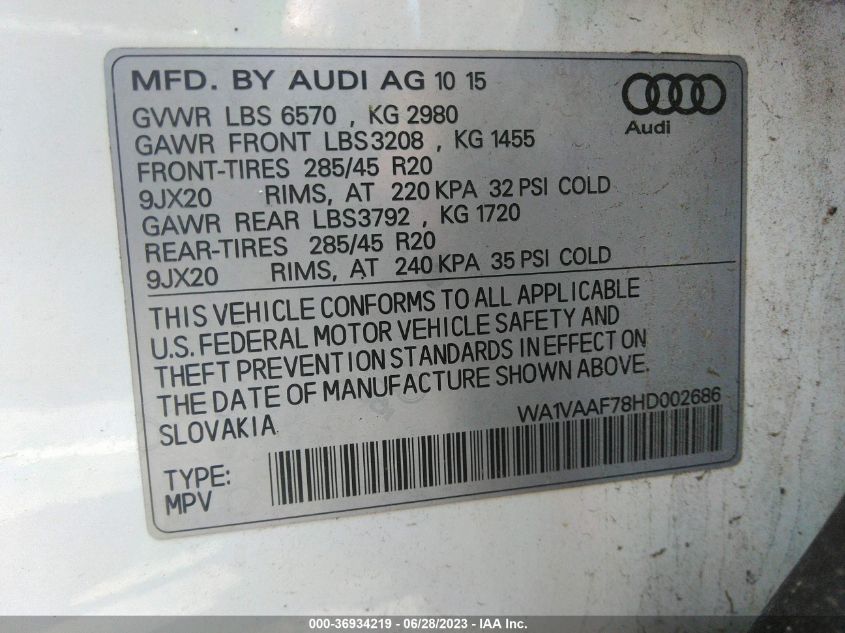 MFD. BY AUDI AG 10 15
Audi
GVWR LBS 6570 , KG 2980
GAWR FRONT LBS3208 , KG 1455
FRONT-TIRES 285/45 R20
9JX20 RIMS, AT 220 KPA 32 PSI COLD
GAWR REAR LBS3792 , KG 1720
REAR-TIRES 285/45 R20
9JX20 RIMS, AT 240 KPA 35 PSI COLD
THIS VEHICLE CONFORMS TO ALL APPLICABLE
U.S. FEDERAL MOTOR VEHICLE SAFETY AND
THEFT PREVENTION STANDARDS IN EFFECT ON
THE DATE OF MANUFACTURE SHOWN ABOVE.
SLOVAKIA
WA1VAAF78HD002686
TYPE:
MPV
000-36934219 - 06/28/2023 - IAA Inc.